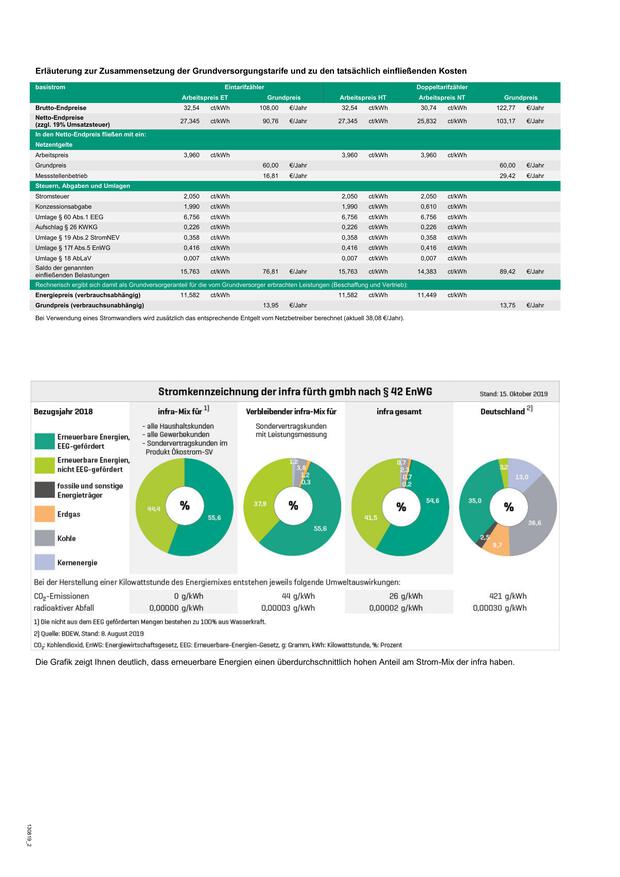 Erläuterung zur Zusammensetzung der Grundversorgungstarife und zu den tatsächlich einfließenden Kosten
basistrom Eintarifzähler Doppeltarifzähler
Arbeitspreis ET Grundpreis Arbeitspreis HT Arbeitspreis NT Grundpreis
Brutto-Endpreise 32,54 ct/kWh 108,00 €/Jahr 32,54 ct/kWh 30,74 ct/kWh 122,77 €/Jahr
Netto-Endpreise
(zzgl. 19% Umsatzsteuer) 27,345 ct/kWh 90,76 €/Jahr 27,345 ct/kWh 25,832 ct/kWh 103,17 €/Jahr
In den Netto-Endpreis fließen mit ein:
Netzentgelte
Arbeitspreis 3,960 ct/kWh 3,960 ct/kWh 3,960 ct/kWh
Grundpreis 60,00 €/Jahr 60,00 €/Jahr
Messstellenbetrieb 16,81 €/Jahr 29,42 €/Jahr
Steuern, Abgaben und Umlagen
Stromsteuer 2,050 ct/kWh 2,050 ct/kWh 2,050 ct/kWh
Konzessionsabgabe 1,990 ct/kWh 1,990 ct/kWh 0,610 ct/kWh
Umlage § 60 Abs.1 EEG 6,756 ct/kWh 6,756 ct/kWh 6,756 ct/kWh
Aufschlag § 26 KWKG 0,226 ct/kWh 0,226 ct/kWh 0,226 ct/kWh
Umlage § 19 Abs.2 StromNEV 0,358 ct/kWh 0,358 ct/kWh 0,358 ct/kWh
Umlage § 17f Abs.5 EnWG 0,416 ct/kWh 0,416 ct/kWh 0,416 ct/kWh
Umlage § 18 AbLaV 0,007 ct/kWh 0,007 ct/kWh 0,007 ct/kWh
Saldo der genannten
einfließenden Belastungen 15,763 ct/kWh 76,81 €/Jahr 15,763 ct/kWh 14,383 ct/kWh 89,42 €/Jahr
Rechnerisch ergibt sich damit als Grundversorgeranteil für die vom Grundversorger erbrachten Leistungen (Beschaffung und Vertrieb):
Energiepreis (verbrauchsabhängig) 11,582 ct/kWh 11,582 ct/kWh 11,449 ct/kWh
Grundpreis (verbrauchsunabhängig) 13,95 €/Jahr 13,75 €/Jahr
Bei Verwendung eines Stromwandlers wird zusätzlich das entsprechende Entgelt vom Netzbetreiber berechnet (aktuell 38,08 €/Jahr).
Stromkennzeichnung der infra fürth gmbh nach § 42 EnWG Stand: 15. Oktober 2019
Bezugsjahr 2018 infra-Mix für 1) Verbleibender infra-Mix für infra gesamt Deutschland 2)
- alle Haushaltskunden
- alle Gewerbekunden
- Sondervertragskunden im
Produkt Ökostrom-SV
Sondervertragskunden
mit Leistungsmessung
Erneuerbare Energien,
EEG-gefördert
Erneuerbare Energien,
nicht EEG-gefördert
fossile und sonstige
Energieträger
Erdgas
Kohle
Kernenergie
44,4 % 55,6
1,2 3,8 1,2 0,3
37,9 % 55,6
0,7 2,3 0,7 0,2
41,5 % 54,6
3,2 13,0
35,0 % 36,6
2,5 9,7
Bei der Herstellung einer Kilowattstunde des Energiemixes entstehen jeweils folgende Umweltauswirkungen:
CO2-Emissionen 0 g/kWh 44 g/kWh 26 g/kWh 421 g/kWh
radioaktiver Abfall 0,00000 g/kWh 0,00003 g/kWh 0,00002 g/kWh 0,00030 g/kWh
1) Die nicht aus dem EEG geförderten Mengen bestehen zu 100% aus Wasserkraft.
2) Quelle: BDEW, Stand: 8. August 2019
CO2: Kohlendioxid, EnWG: Energiewirtschaftsgesetz, EEG: Erneuerbare-Energien-Gesetz, g: Gramm, kWh: Kilowattstunde, %: Prozent
Die Grafik zeigt Ihnen deutlich, dass erneuerbare Energien einen überdurchschnittlich hohen Anteil am Strom-Mix der infra haben.
130819_2